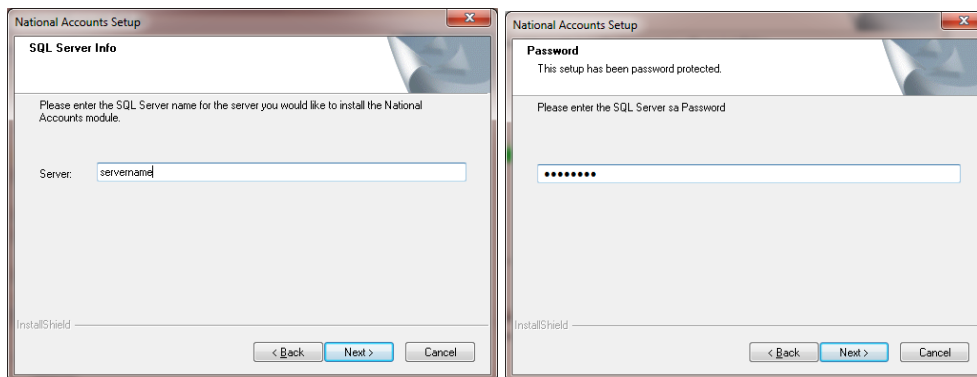 National Accounts Setup
SQL Server Info
Please enter the SQL Server name for the server you would like to install the National
Accounts module.
Server:
servername
InstallShield
< Back
Next >
Cancel
National Accounts Setup
Password
This setup has been password protected.
Please enter the SQL Server sa Password
••••••••
InstallShield
< Back
Next >
Cancel